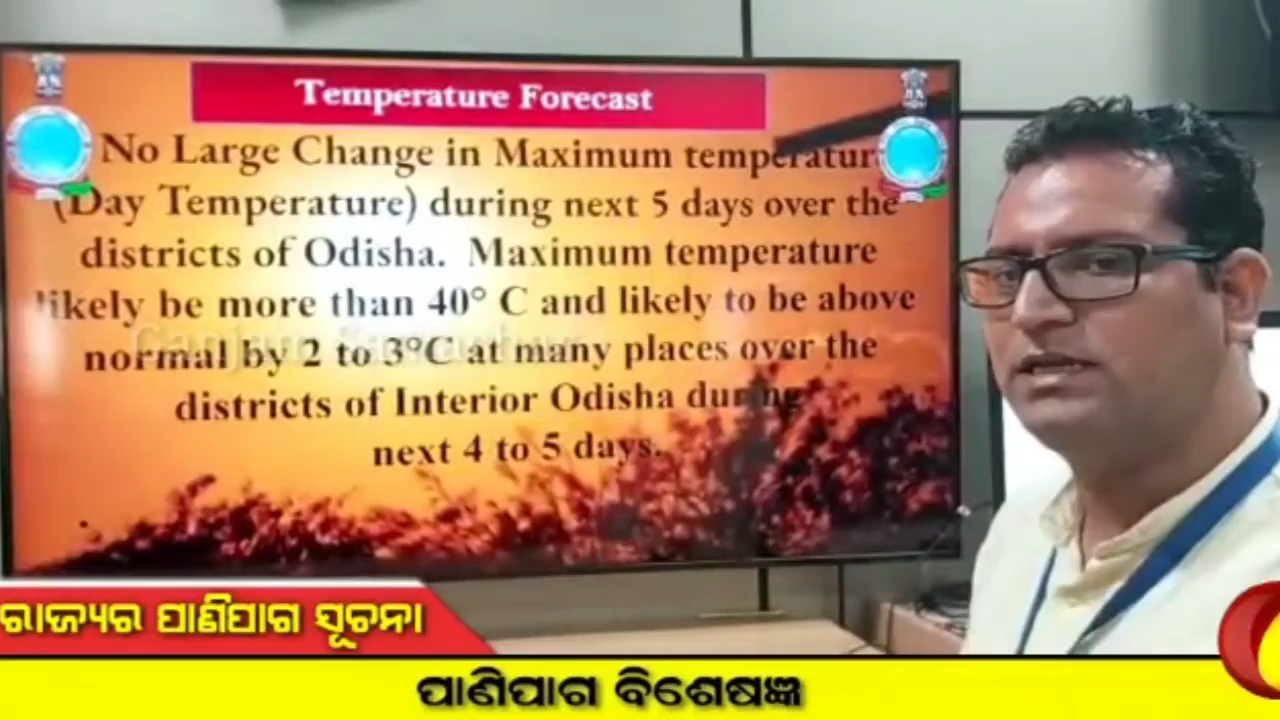 Temperature Forecast
No Large Change in Maximum temperatur
(Day Temperature) during next 5 days over the
districts of Odisha. Maximum temperature
likely be more than 40° C and likely to be above
normal by 2 to 3°C at many places over the
districts of Interior Odisha during
next 4 to 5 days.
ରାଜ୍ୟର ପାଣିପାଗ ସୂଚନା
ପାଣିପାଗ ବିଶେଷଜ୍ଞ